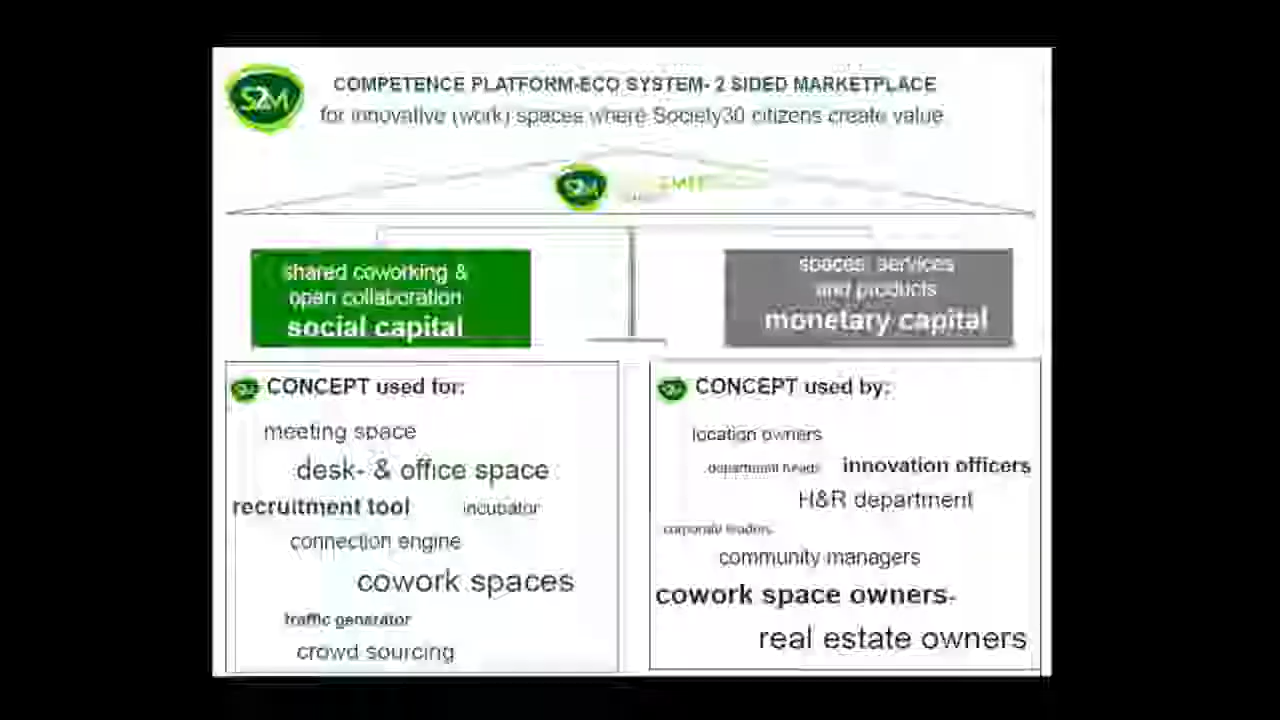 S2M
COMPETENCE PLATFORM-ECO SYSTEM- 2 SIDED MARKETPLACE
for innovative (work) spaces where Society30 citizens create value
S2M
shared coworking &
open collaboration
social capital
spaces, services
and products
monetary capital
S2M CONCEPT used for:
meeting space
desk- & office space
recruitment tool incubator
connection engine
cowork spaces
traffic generator
crowd sourcing
S2M CONCEPT used by:
location owners
department heads innovation officers
H&R department
corporate leaders
community managers
cowork space owners-
real estate owners